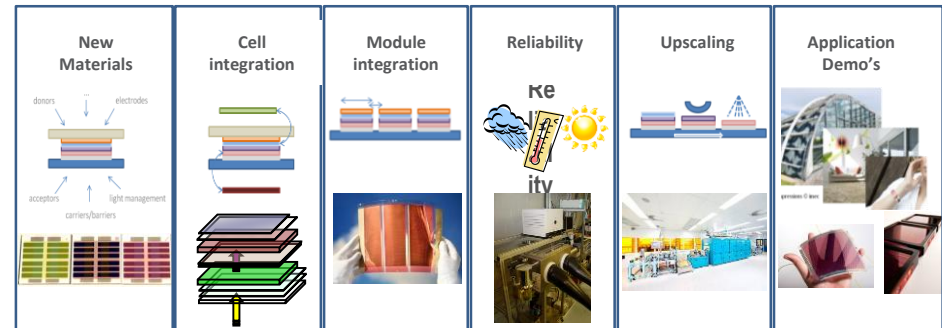 New
Materials
donors
...
electrodes
acceptors
light management
carriers/barriers
Cell
integration
Module
integration
Reliability
Re
ity
Upscaling
Application
Demo's